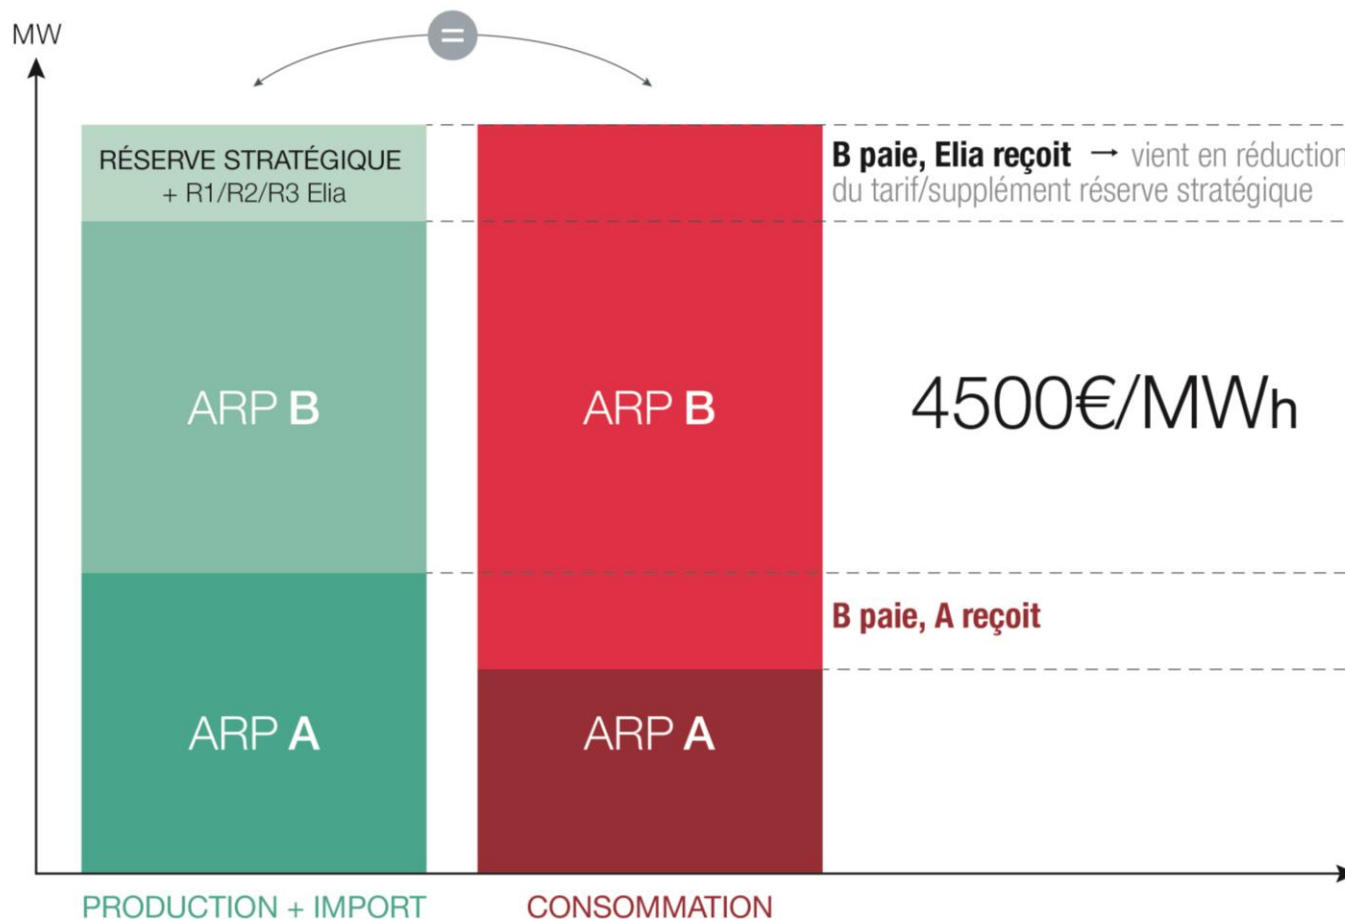 MW
=
RÉSERVE STRATÉGIQUE
+ R1/R2/R3 Elia
B paie, Elia reçoit → vient en réduction
du tarif/supplément réserve stratégique
ARP B
ARP B
4500€/MWh
B paie, A reçoit
ARP A
ARP A
PRODUCTION + IMPORT
CONSOMMATION